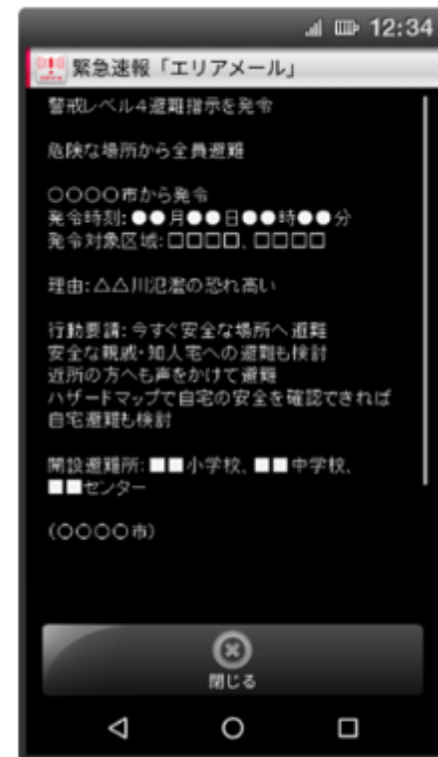 12:34
緊急速報「エリアメール」
警戒レベル4避難指示を発令
危険な場所から全員避難
○○○○市から発令
発令時刻:●●月●●日●●時●●分
発令対象区域:□□□□、□□□□
理由:△△川氾濫の恐れ高い
行動要請:今すぐ安全な場所へ避難
安全な親戚・知人宅への避難も検討
近所の方へも声をかけて避難
ハザードマップで自宅の安全を確認できれば
自宅避難も検討
開設避難所:■■小学校、■■中学校、
■■センター
(○○○○市)
閉じる